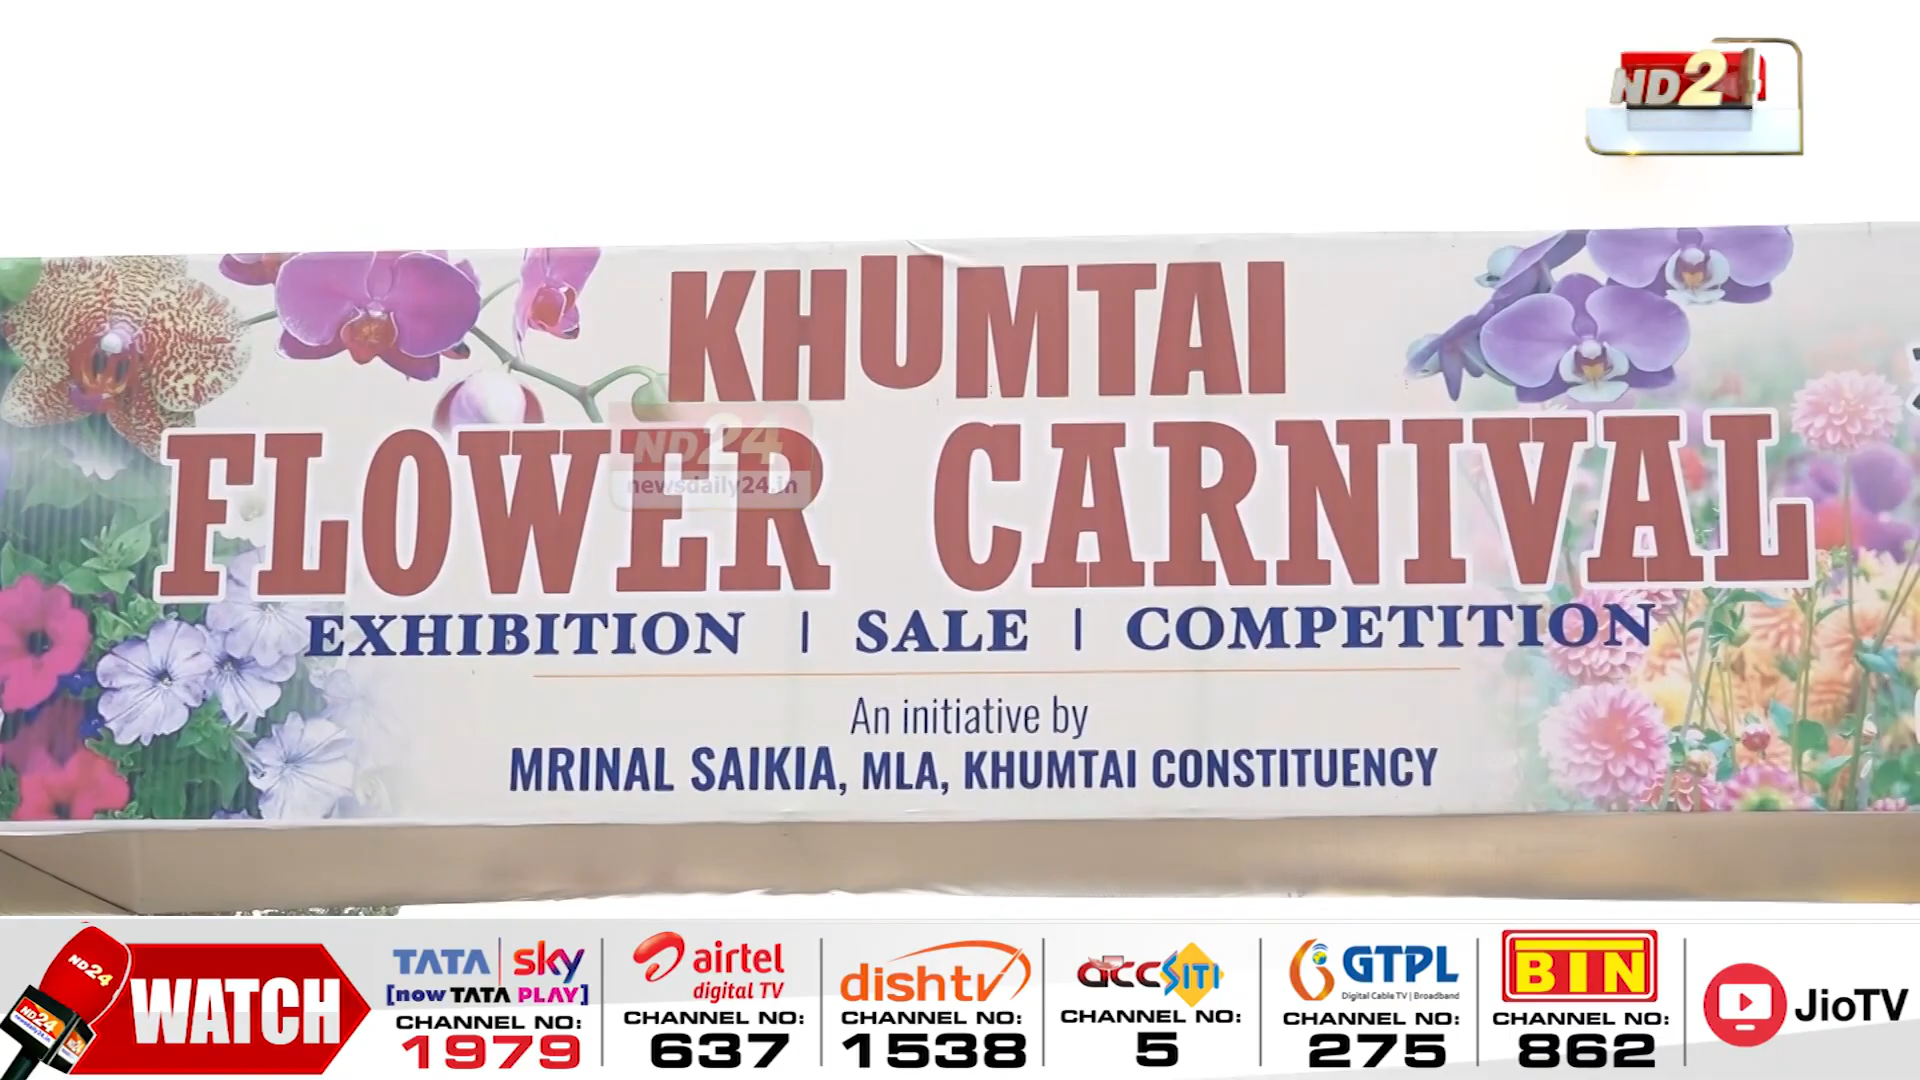 ND24
KHUMTAI
FLOWER CARNIVAL
ND24
newsdaily24.in
EXHIBITION | SALE | COMPETITION
An initiative by
MRINAL SAIKIA, MLA, KHUMTAI CONSTITUENCY
ND24
ND24
WATCH
TATA sky
[now TATA PLAY]
CHANNEL NO:
1979
airtel
digital TV
CHANNEL NO:
637
dishtv
CHANNEL NO:
1538
accSITI
CHANNEL NO:
5
GTPL
Digital Cable TV | Broadband
CHANNEL NO:
275
BIN
CHANNEL NO:
862
JioTV